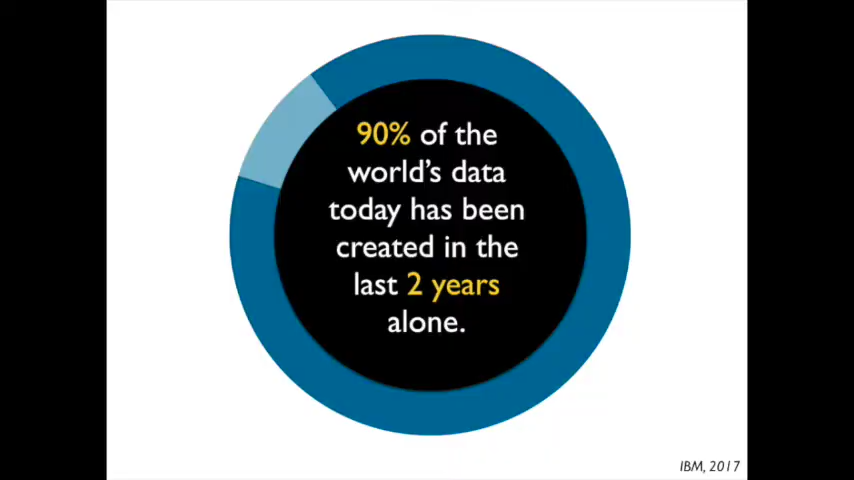 90% of the
world's data
today has been
created in the
last 2 years
alone.
IBM, 2017